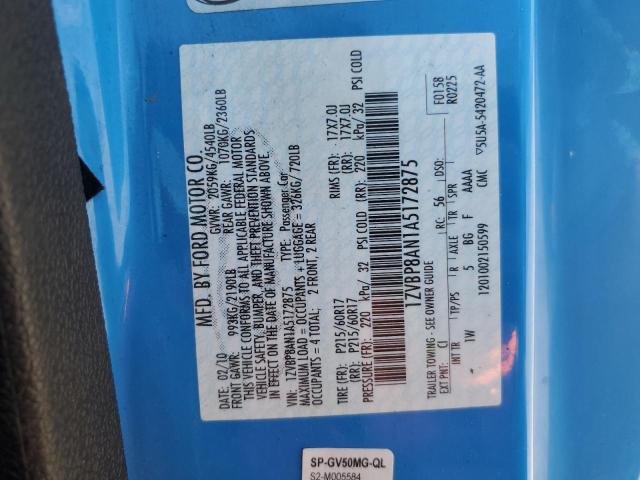 MFD. BY FORD MOTOR CO.
02/10 GVWR: 2059KG/4540LB
FRONT GAWR: 993KG/2190LB REAR GAWR: 1070KG/2360LB
THIS VEHICLE CONFORMS TO ALL APPLICABLE FEDERAL MOTOR
VEHICLE SAFETY, BUMPER, AND THEFT PREVENTION STANDARDS
IN EFFECT ON THE DATE OF MANUFACTURE SHOWN ABOVE.
VIN: 1ZVBP8AN1A5172875 TYPE: Passenger Car
MAXIMUM LOAD = OCCUPANTS + LUGGAGE = 326KG/720LB
OCCUPANTS = 4 TOTAL; 2 FRONT, 2 REAR
TIRE (FR): P215/60R17 RIMS (FR): 17X7.0J
(RR): P215/60R17 (RR): 17X7.0J
PRESSURE (FR): 220 kPa/ 32 PSI COLD (RR): 220 kPa/ 32 PSI COLD
1ZVBP8AN1A5172875
TRAILER TOWING - SEE OWNER GUIDE
F0158
R0225
EXT PNT: CI RC: 56 DSO:
INT TR TP/PS R AXLE TR SPR
1W 5 BG F AAAA
1201002150599 CMC ▽5U5A-5420472-AA
SP-GV50MG-QL
S2-M005584